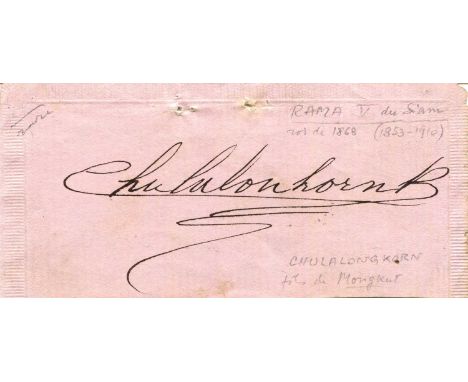 RAMA V du Siam
roi de 1868 (1853-1910)
Chulalonkorn R
CHULALONGKARN
fils de Mongkut